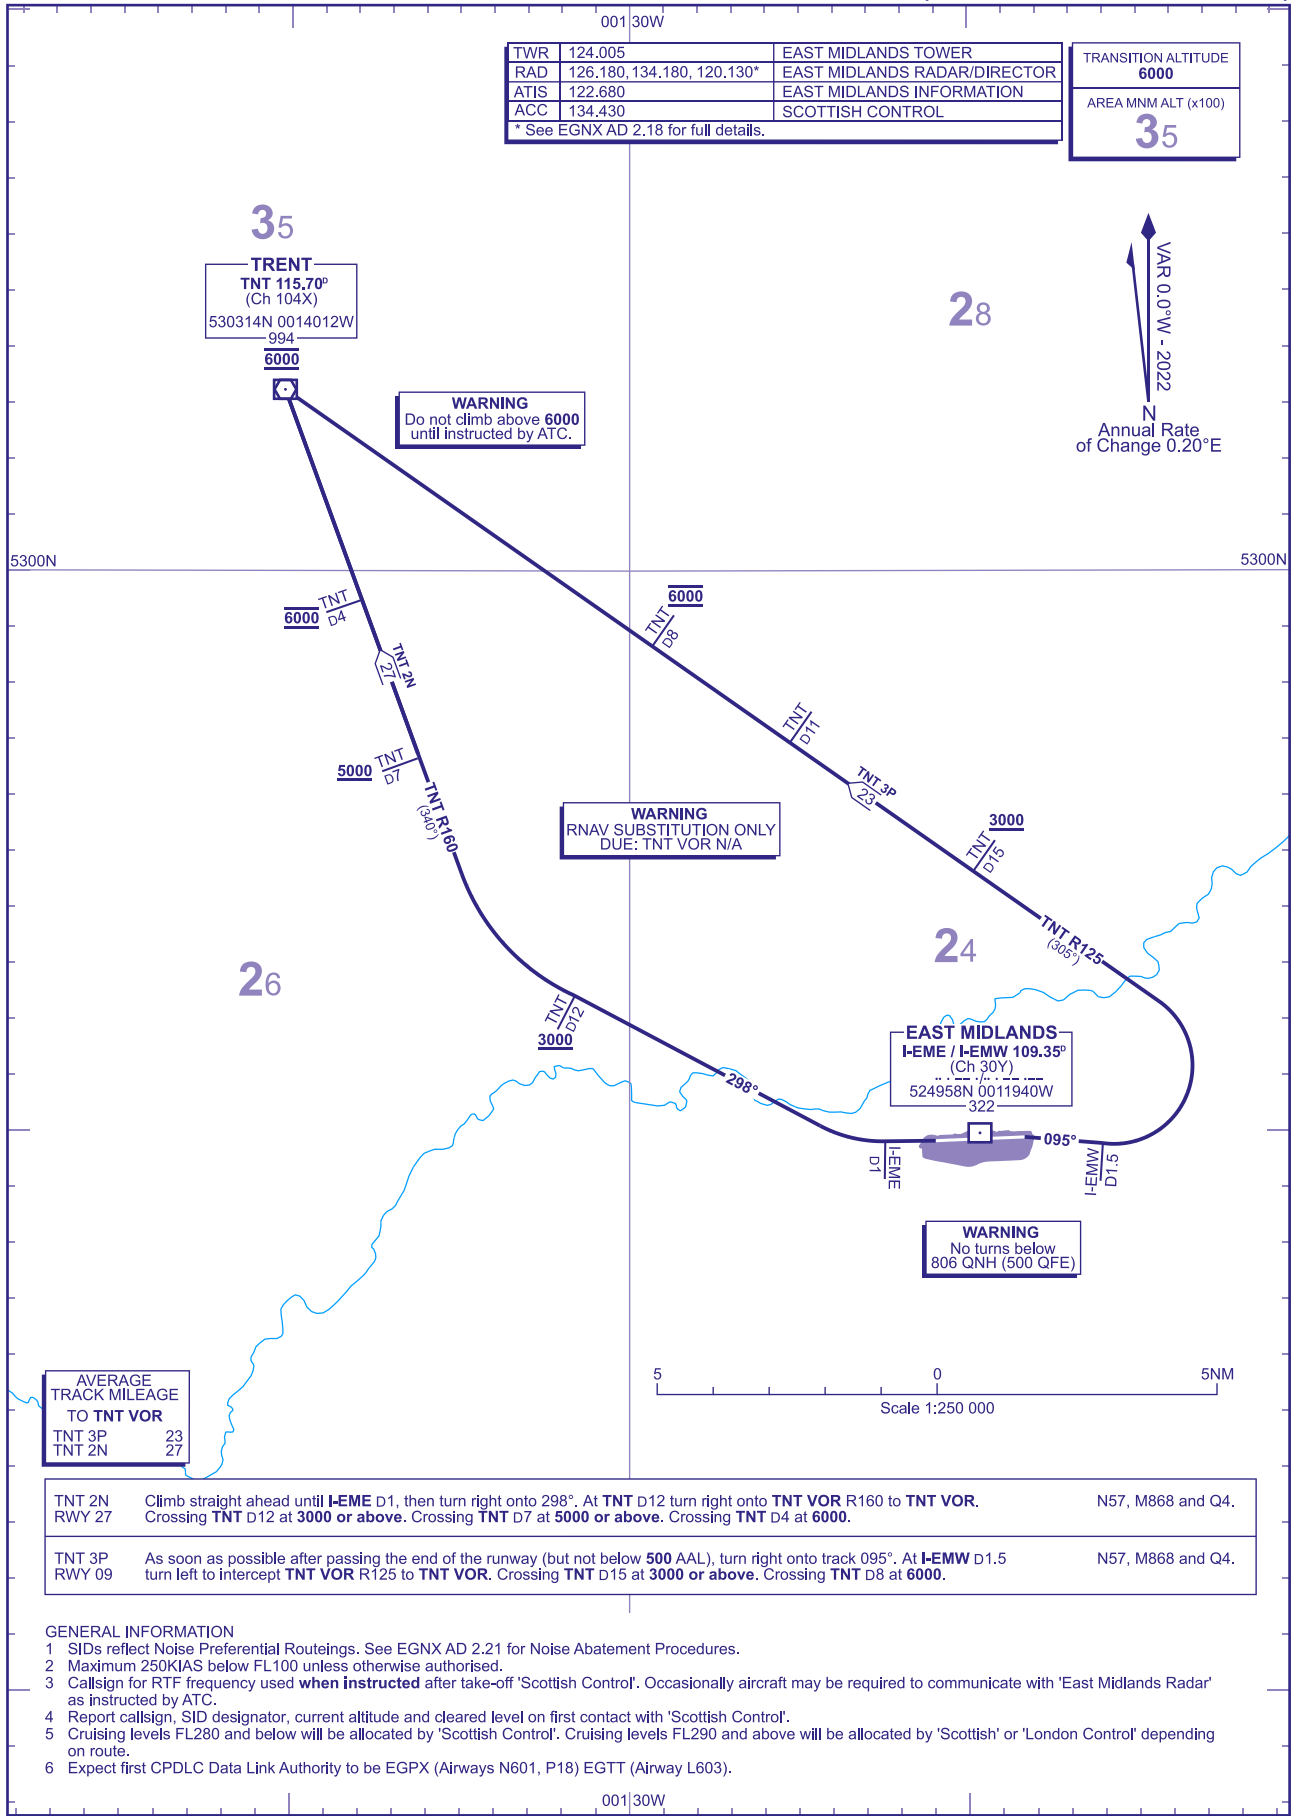 001 30W
TWR 124.005 EAST MIDLANDS TOWER
RAD 126.180, 134.180, 120.130* EAST MIDLANDS RADAR/DIRECTOR
ATIS 122.680 EAST MIDLANDS INFORMATION
ACC 134.430 SCOTTISH CONTROL
* See EGNX AD 2.18 for full details.
TRANSITION ALTITUDE
6000
AREA MNM ALT (x100)
35
35
TRENT
TNT 115.70ᴰ
(Ch 104X)
530314N 0014012W
994
6000
28
VAR 0.0°W - 2022
N
Annual Rate
of Change 0.20°E
WARNING
Do not climb above 6000
until instructed by ATC.
5300N
5300N
6000
TNT
D4
6000
TNT
D8
TNT 2N
27
TNT
D11
5000
TNT
D7
TNT 3P
23
TNT R160
(340°)
WARNING
RNAV SUBSTITUTION ONLY
DUE: TNT VOR N/A
3000
TNT
D15
TNT R125
(305°)
24
26
TNT
D12
3000
EAST MIDLANDS
I-EME / I-EMW 109.35ᴰ
(Ch 30Y)
524958N 0011940W
322
298°
095°
I-EME
D1
I-EMW
D1.5
WARNING
No turns below
806 QNH (500 QFE)
5 0 5NM
Scale 1:250 000
AVERAGE
TRACK MILEAGE
TO TNT VOR
TNT 3P 23
TNT 2N 27
TNT 2N Climb straight ahead until I-EME D1, then turn right onto 298°. At TNT D12 turn right onto TNT VOR R160 to TNT VOR. N57, M868 and Q4.
RWY 27 Crossing TNT D12 at 3000 or above. Crossing TNT D7 at 5000 or above. Crossing TNT D4 at 6000.
TNT 3P As soon as possible after passing the end of the runway (but not below 500 AAL), turn right onto track 095°. At I-EMW D1.5 N57, M868 and Q4.
RWY 09 turn left to intercept TNT VOR R125 to TNT VOR. Crossing TNT D15 at 3000 or above. Crossing TNT D8 at 6000.
GENERAL INFORMATION
1 SIDs reflect Noise Preferential Routeings. See EGNX AD 2.21 for Noise Abatement Procedures.
2 Maximum 250KIAS below FL100 unless otherwise authorised.
3 Callsign for RTF frequency used when instructed after take-off 'Scottish Control'. Occasionally aircraft may be required to communicate with 'East Midlands Radar'
as instructed by ATC.
4 Report callsign, SID designator, current altitude and cleared level on first contact with 'Scottish Control'.
5 Cruising levels FL280 and below will be allocated by 'Scottish Control'. Cruising levels FL290 and above will be allocated by 'Scottish' or 'London Control' depending
on route.
6 Expect first CPDLC Data Link Authority to be EGPX (Airways N601, P18) EGTT (Airway L603).
001 30W